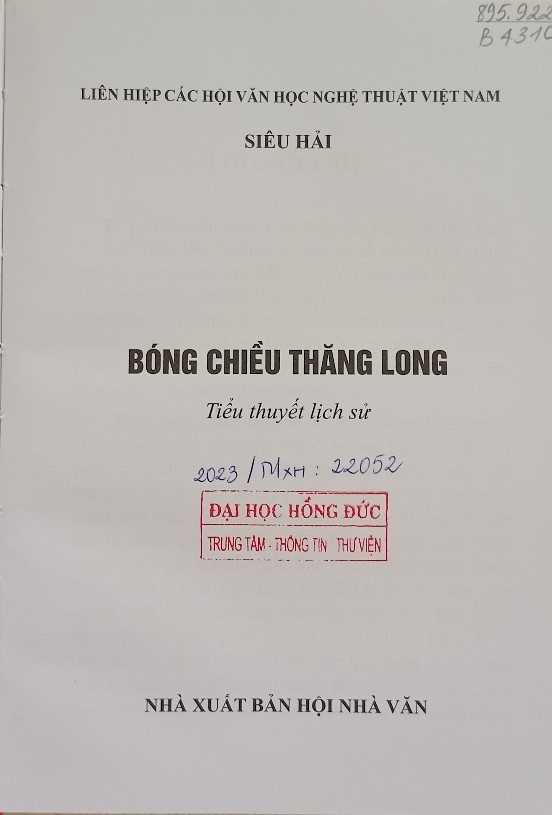 895.922
B 431C
LIÊN HIỆP CÁC HỘI VĂN HỌC NGHỆ THUẬT VIỆT NAM
SIÊU HẢI
BÓNG CHIỀU THĂNG LONG
Tiểu thuyết lịch sử
2023 / MXH : 22052
ĐẠI HỌC HỒNG ĐỨC
TRUNG TÂM - THÔNG TIN THƯ VIỆN
NHÀ XUẤT BẢN HỘI NHÀ VĂN